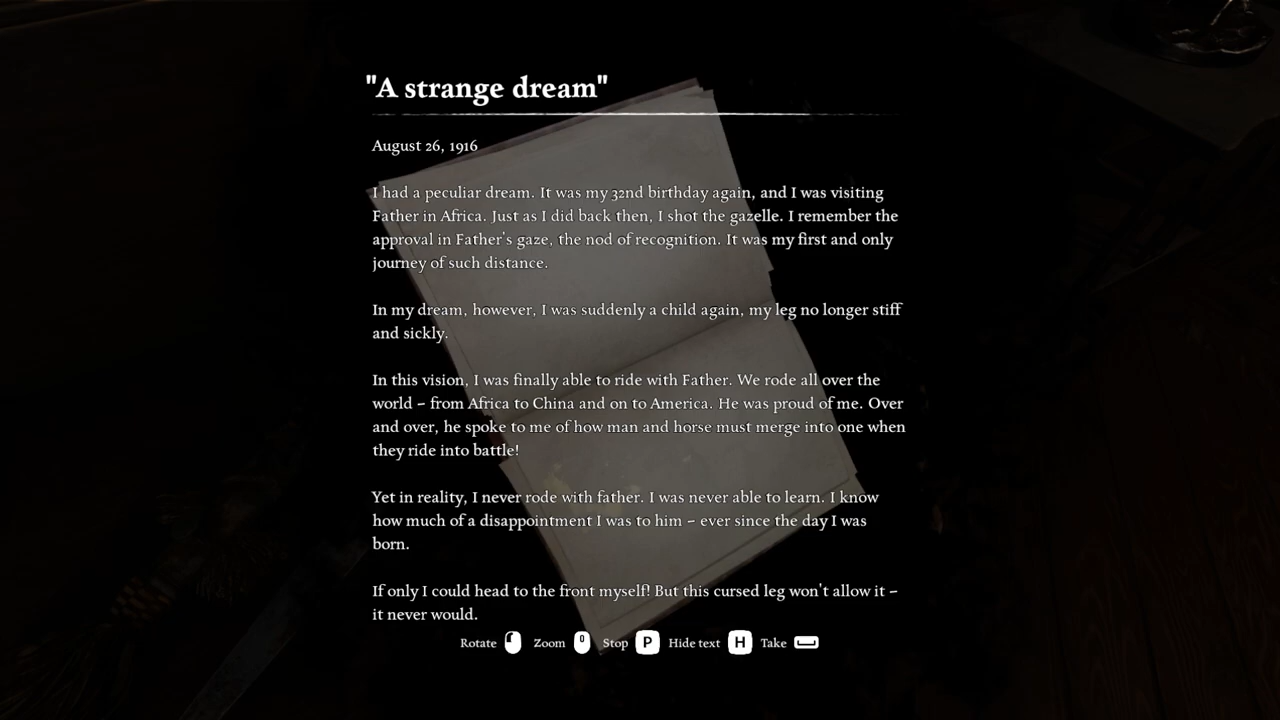 "A strange dream"
August 26, 1916
I had a peculiar dream. It was my 32nd birthday again, and I was visiting
Father in Africa. Just as I did back then, I shot the gazelle. I remember the
approval in Father's gaze, the nod of recognition. It was my first and only
journey of such distance.
In my dream, however, I was suddenly a child again, my leg no longer stiff
and sickly.
In this vision, I was finally able to ride with Father. We rode all over the
world – from Africa to China and on to America. He was proud of me. Over
and over, he spoke to me of how man and horse must merge into one when
they ride into battle!
Yet in reality, I never rode with father. I was never able to learn. I know
how much of a disappointment I was to him – ever since the day I was
born.
If only I could head to the front myself! But this cursed leg won't allow it –
it never would.
Rotate Zoom 0 Stop P Hide text H Take